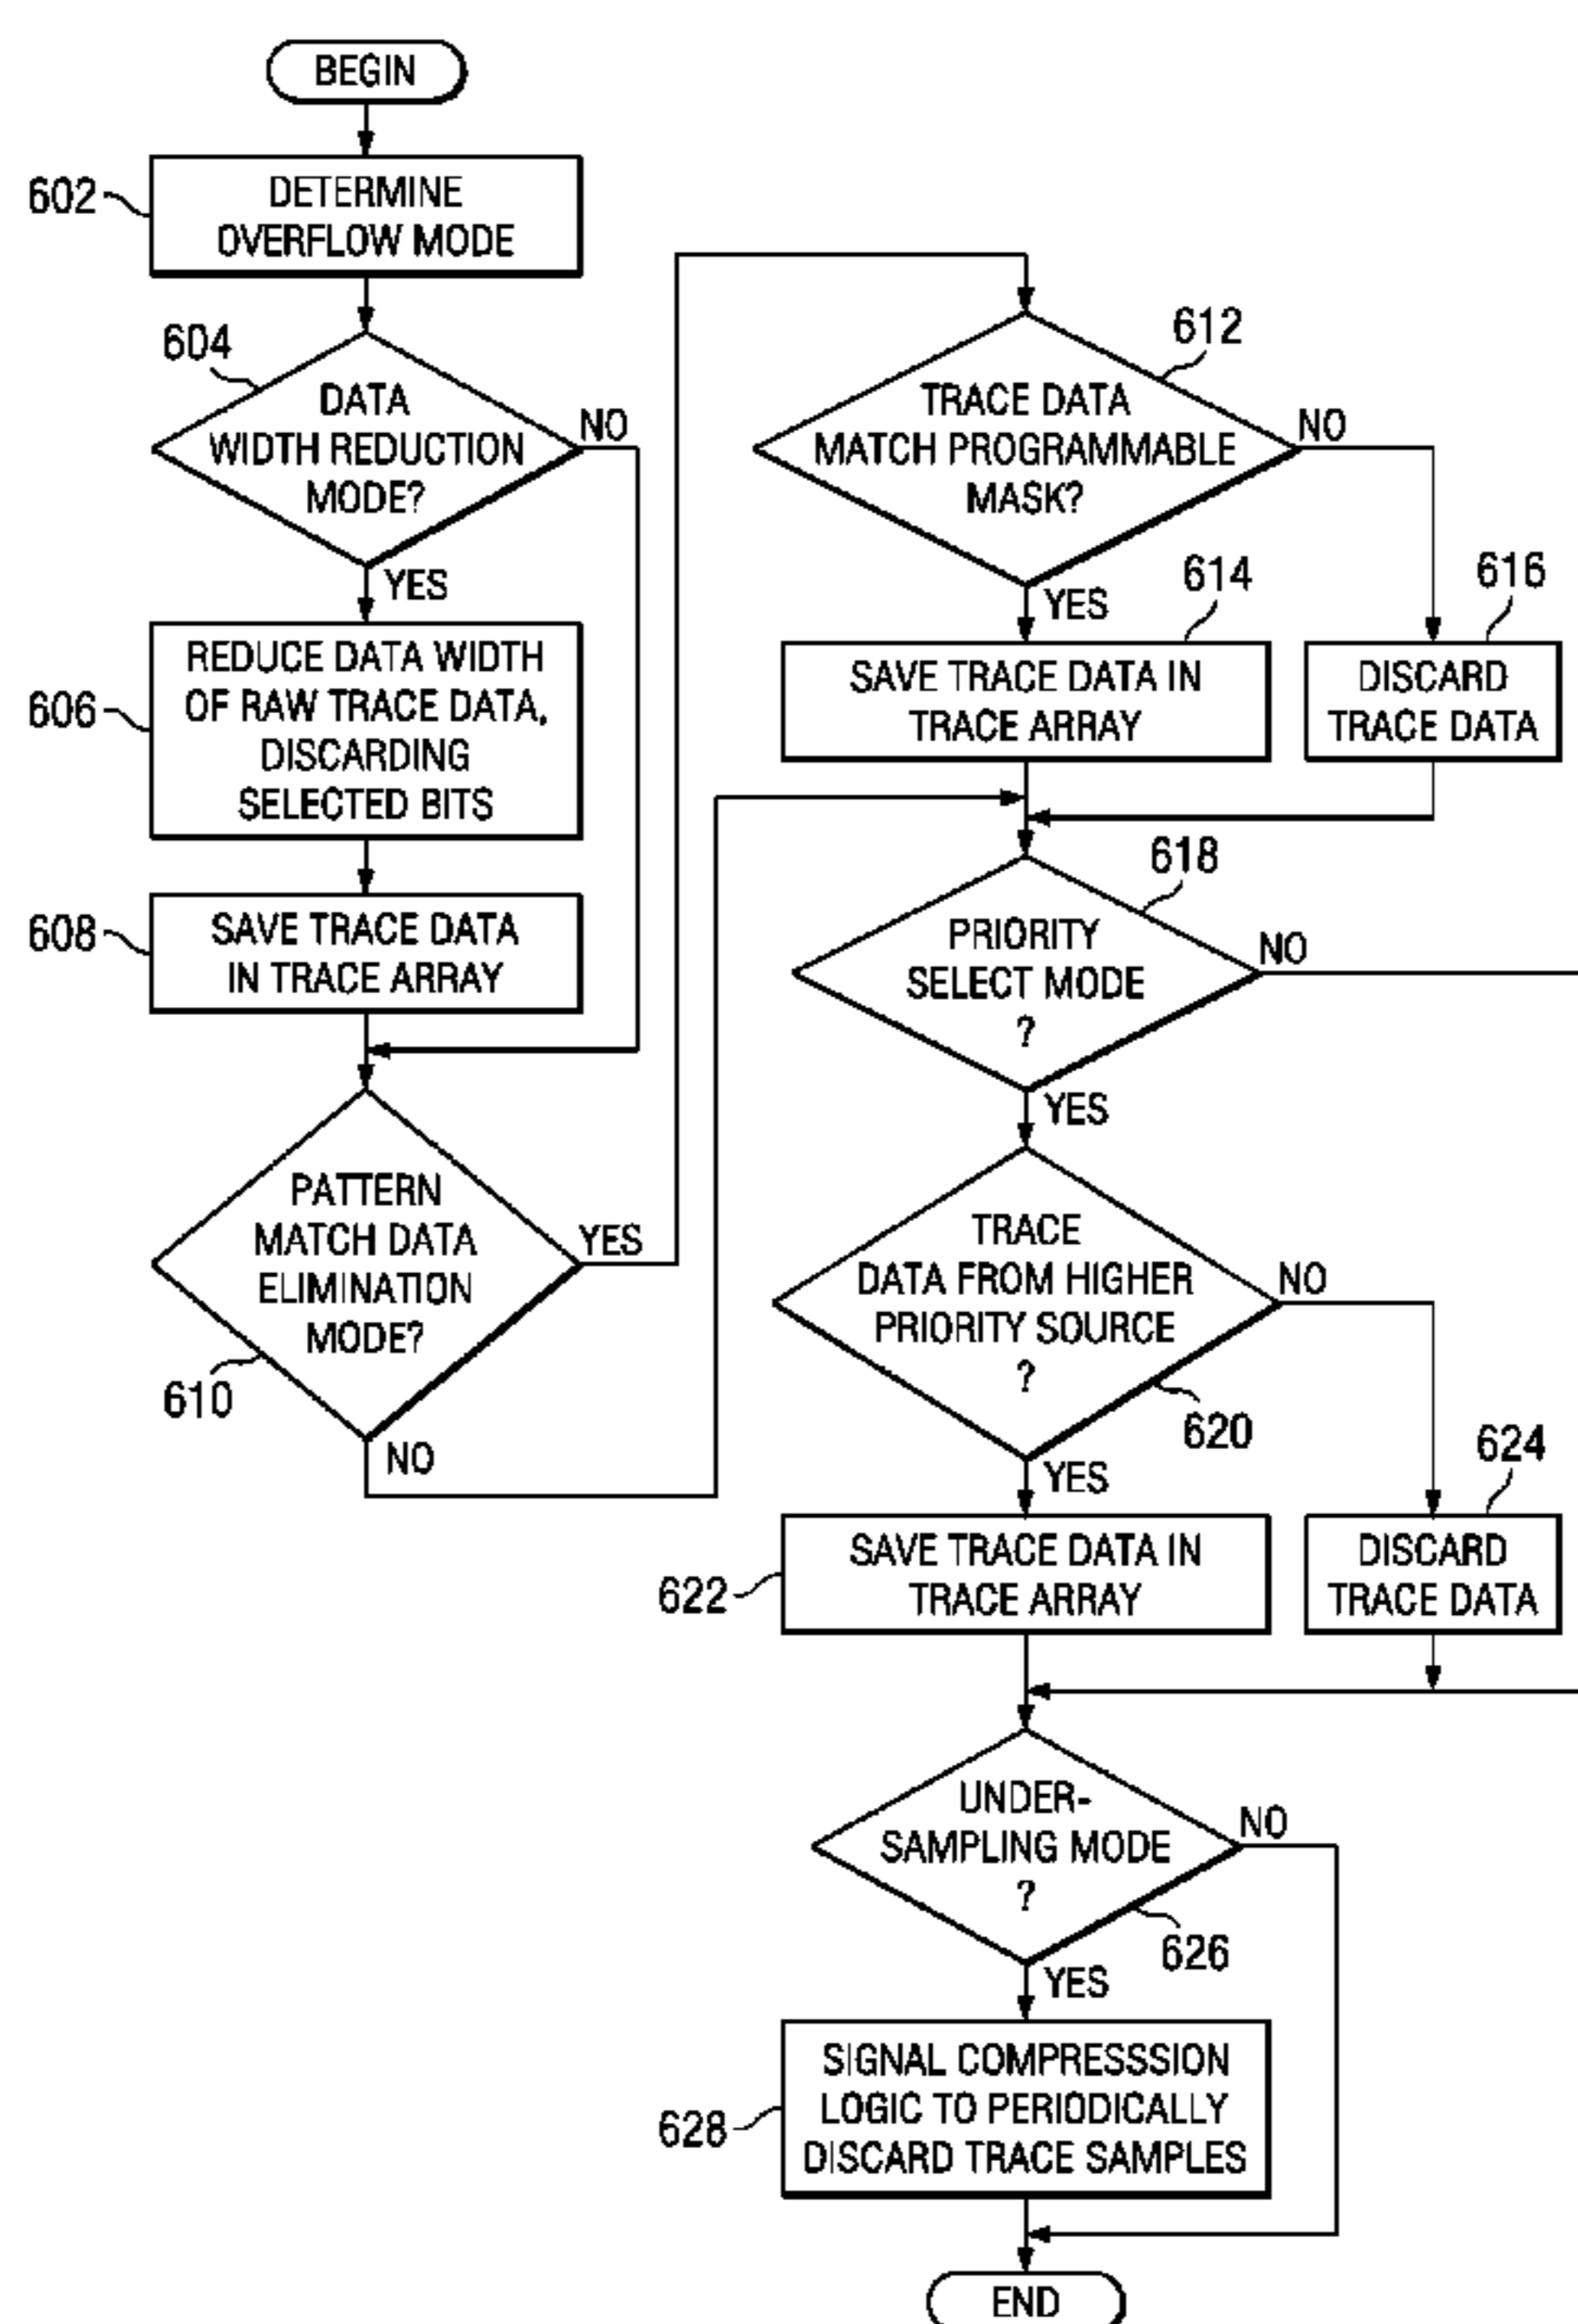 BEGIN
602
DETERMINE
OVERFLOW MODE
604
DATA
WIDTH REDUCTION
MODE?
NO
YES
606
REDUCE DATA WIDTH
OF RAW TRACE DATA,
DISCARDING
SELECTED BITS
608
SAVE TRACE DATA
IN TRACE ARRAY
PATTERN
MATCH DATA
ELIMINATION
MODE?
YES
610
NO
612
TRACE DATA
MATCH PROGRAMMABLE
MASK?
NO
YES
614
616
SAVE TRACE DATA IN
TRACE ARRAY
DISCARD
TRACE DATA
618
PRIORITY
SELECT MODE
?
NO
YES
TRACE
DATA FROM HIGHER
PRIORITY SOURCE
?
NO
620
YES
624
622
SAVE TRACE DATA IN
TRACE ARRAY
DISCARD
TRACE DATA
UNDER-
SAMPLING MODE
?
NO
626
YES
628
SIGNAL COMPRESSSION
LOGIC TO PERIODICALLY
DISCARD TRACE SAMPLES
END